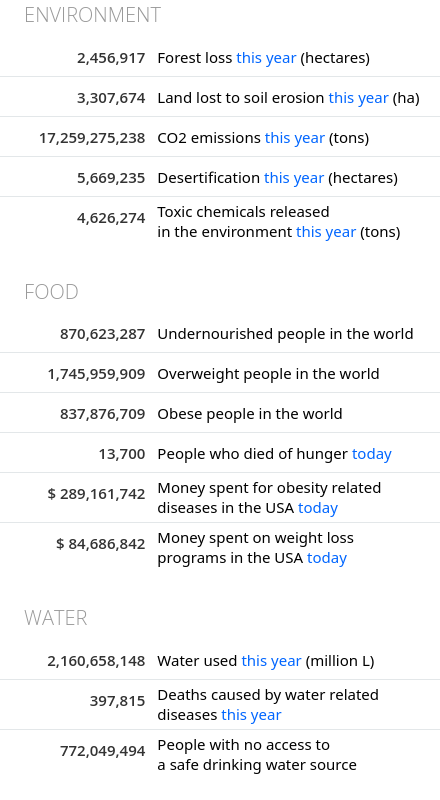 ENVIRONMENT
2,456,917 Forest loss this year (hectares)
3,307,674 Land lost to soil erosion this year (ha)
17,259,275,238 CO2 emissions this year (tons)
5,669,235 Desertification this year (hectares)
4,626,274 Toxic chemicals released
in the environment this year (tons)
FOOD
870,623,287 Undernourished people in the world
1,745,959,909 Overweight people in the world
837,876,709 Obese people in the world
13,700 People who died of hunger today
$ 289,161,742 Money spent for obesity related
diseases in the USA today
$ 84,686,842 Money spent on weight loss
programs in the USA today
WATER
2,160,658,148 Water used this year (million L)
397,815 Deaths caused by water related
diseases this year
772,049,494 People with no access to
a safe drinking water source